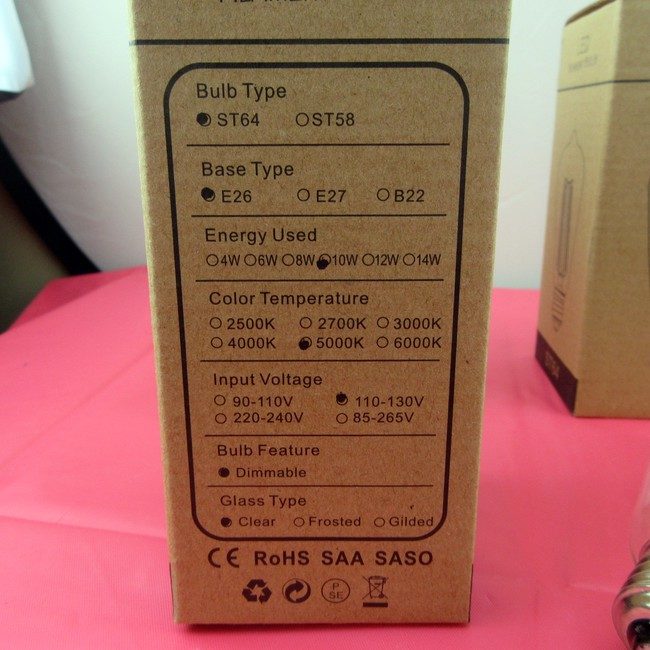 Bulb Type
ST64 ST58
Base Type
E26 E27 B22
Energy Used
4W 6W 8W 10W 12W 14W
Color Temperature
2500K 2700K 3000K
4000K 5000K 6000K
Input Voltage
90-110V 110-130V
220-240V 85-265V
Bulb Feature
Dimmable
Glass Type
Clear Frosted Gilded
CE RoHS SAA SASO
PSE
ST64